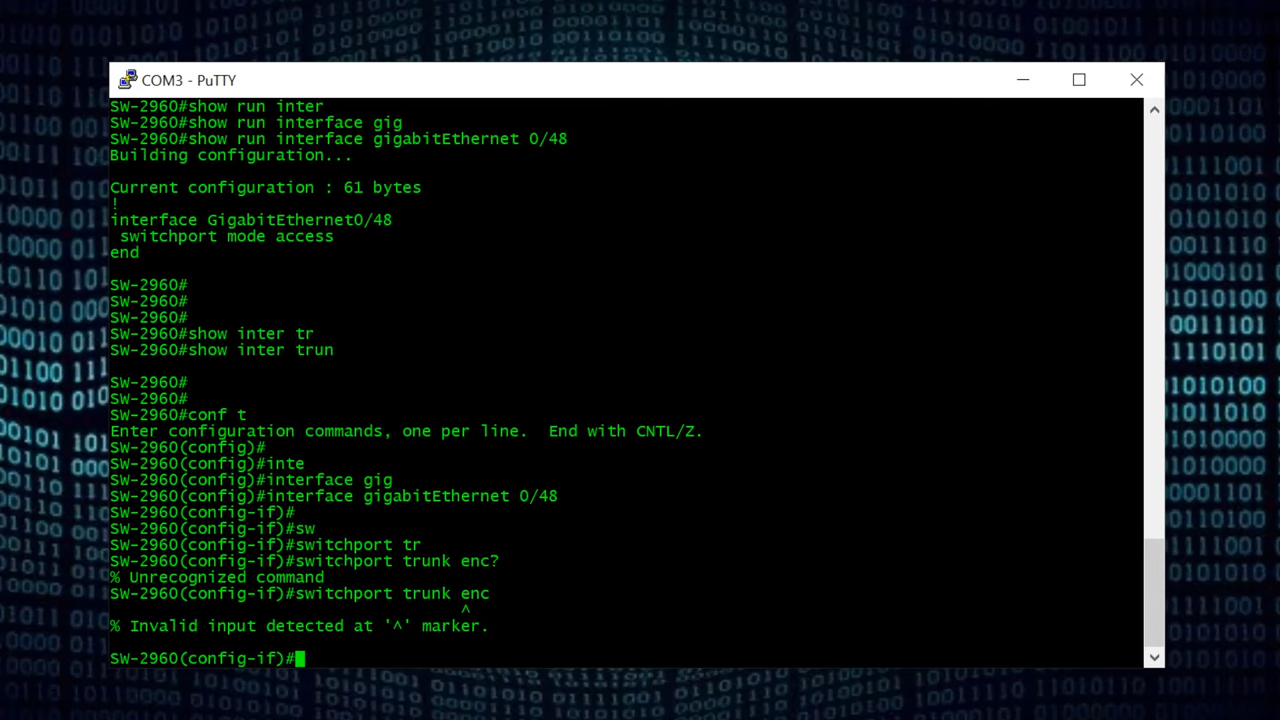 COM3 - PuTTY
SW-2960#show run inter
SW-2960#show run interface gig
SW-2960#show run interface gigabitEthernet 0/48
Building configuration...
Current configuration : 61 bytes
!
interface GigabitEthernet0/48
switchport mode access
end
SW-2960#
SW-2960#
SW-2960#
SW-2960#show inter tr
SW-2960#show inter trun
SW-2960#
SW-2960#
SW-2960#conf t
Enter configuration commands, one per line.  End with CNTL/Z.
SW-2960(config)#
SW-2960(config)#inte
SW-2960(config)#interface gig
SW-2960(config)#interface gigabitEthernet 0/48
SW-2960(config-if)#
SW-2960(config-if)#sw
SW-2960(config-if)#switchport tr
SW-2960(config-if)#switchport trunk enc?
% Unrecognized command
SW-2960(config-if)#switchport trunk enc
^
% Invalid input detected at '^' marker.
SW-2960(config-if)#